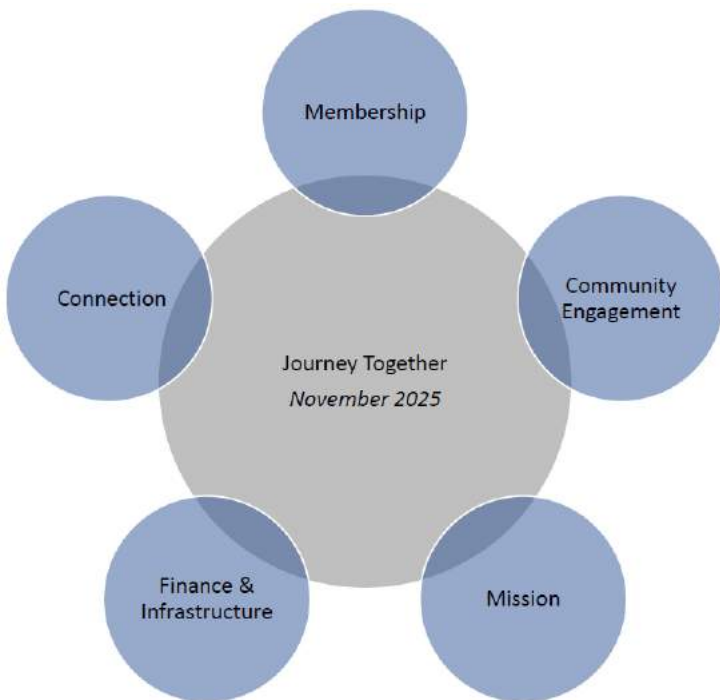 Membership
Connection
Community
Engagement
Journey Together
November 2025
Finance &
Infrastructure
Mission